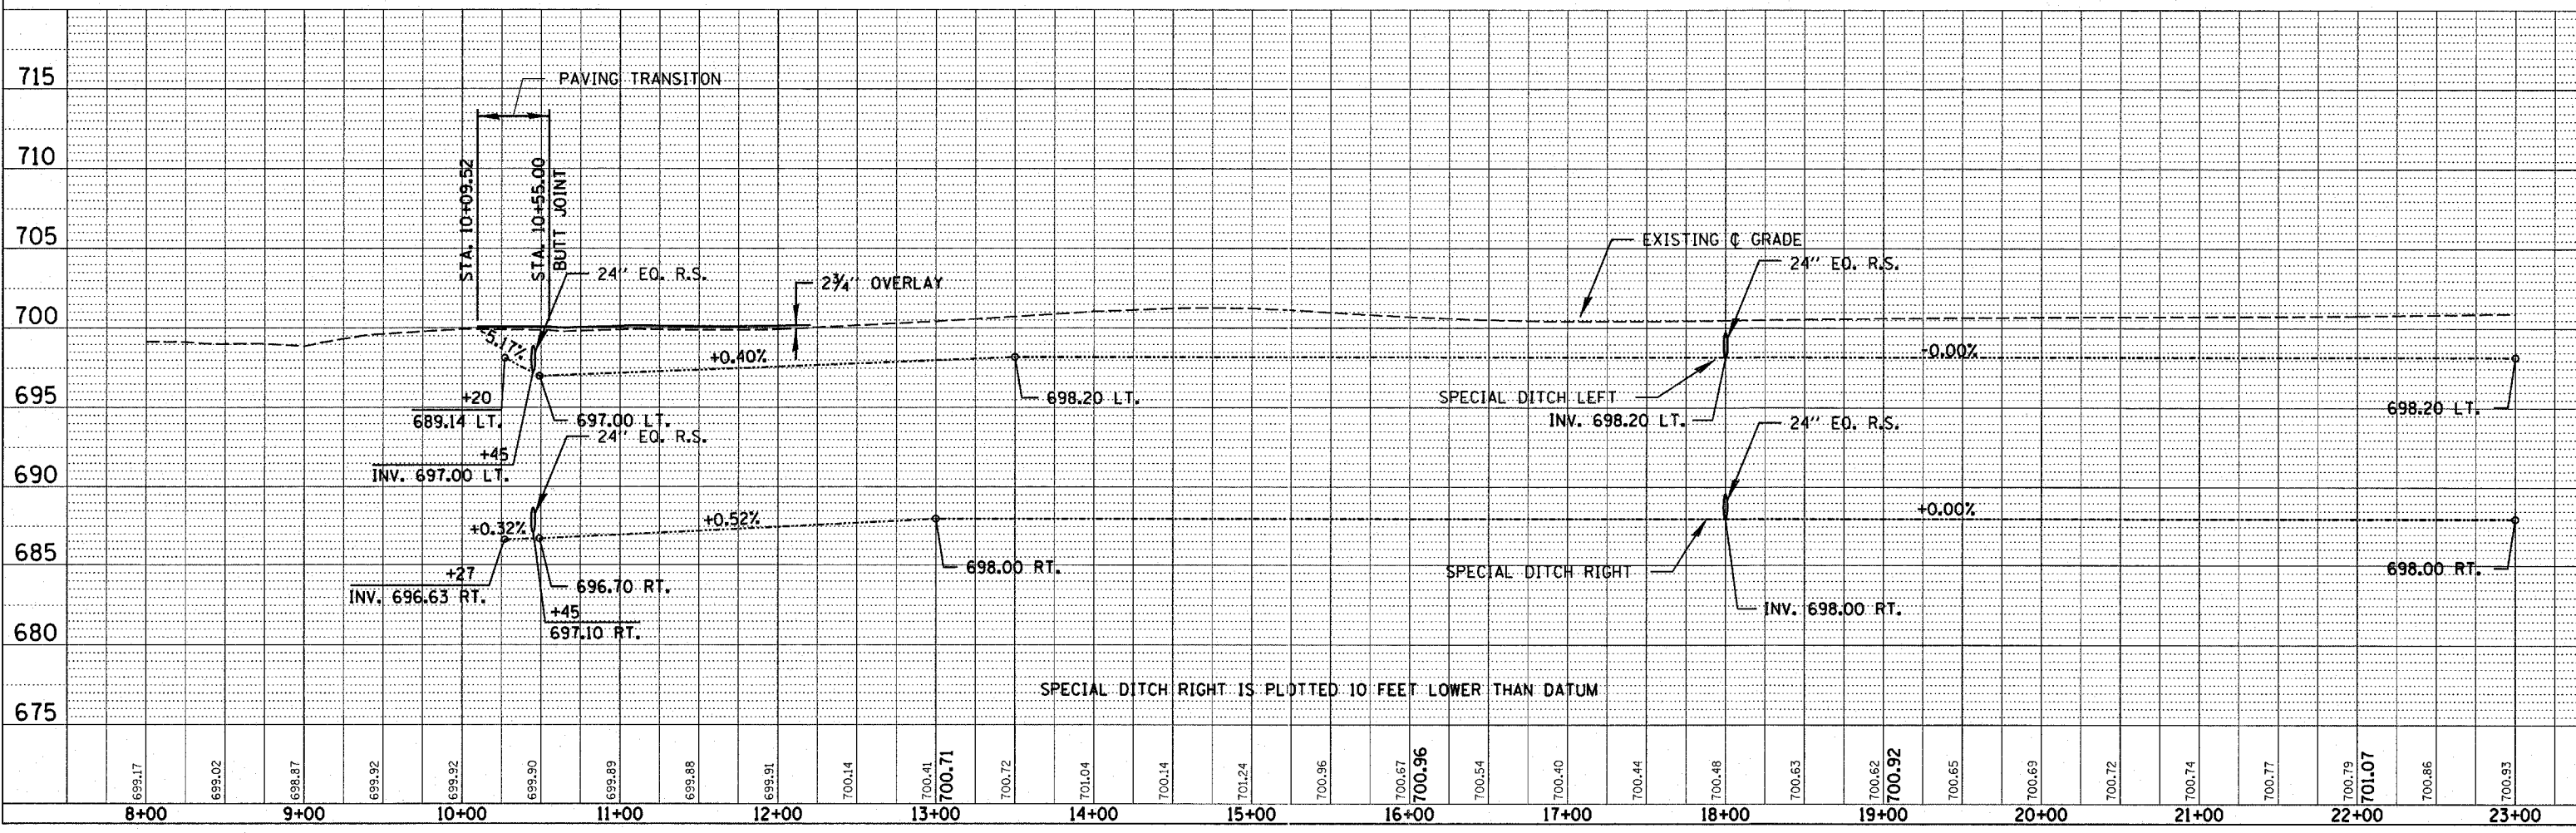 715
PAVING TRANSITON
710
STA. 10+09.52
STA. 10+55.00
BUTT JOINT
705
EXISTING ℄ GRADE
24" EQ. R.S.
24" EQ. R.S.
2¾" OVERLAY
700
5.17%
+0.40%
-0.00%
695
+20
689.14 LT.
697.00 LT.
698.20 LT.
SPECIAL DITCH LEFT
INV. 698.20 LT.
698.20 LT.
24" EQ. R.S.
24" EQ. R.S.
+45
INV. 697.00 LT.
690
+0.32%
+0.52%
+0.00%
685
+27
INV. 696.63 RT.
696.70 RT.
698.00 RT.
SPECIAL DITCH RIGHT
698.00 RT.
+45
697.10 RT.
INV. 698.00 RT.
680
SPECIAL DITCH RIGHT IS PLOTTED 10 FEET LOWER THAN DATUM
675
699.17
699.02
698.87
699.92
699.92
699.90
699.89
699.88
699.91
700.14
700.41
700.71
700.72
701.04
700.14
701.24
700.96
700.67
700.96
700.54
700.40
700.44
700.48
700.63
700.62
700.92
700.65
700.69
700.72
700.74
700.77
700.79
701.07
700.86
700.93
8+00 9+00 10+00 11+00 12+00 13+00 14+00 15+00 16+00 17+00 18+00 19+00 20+00 21+00 22+00 23+00